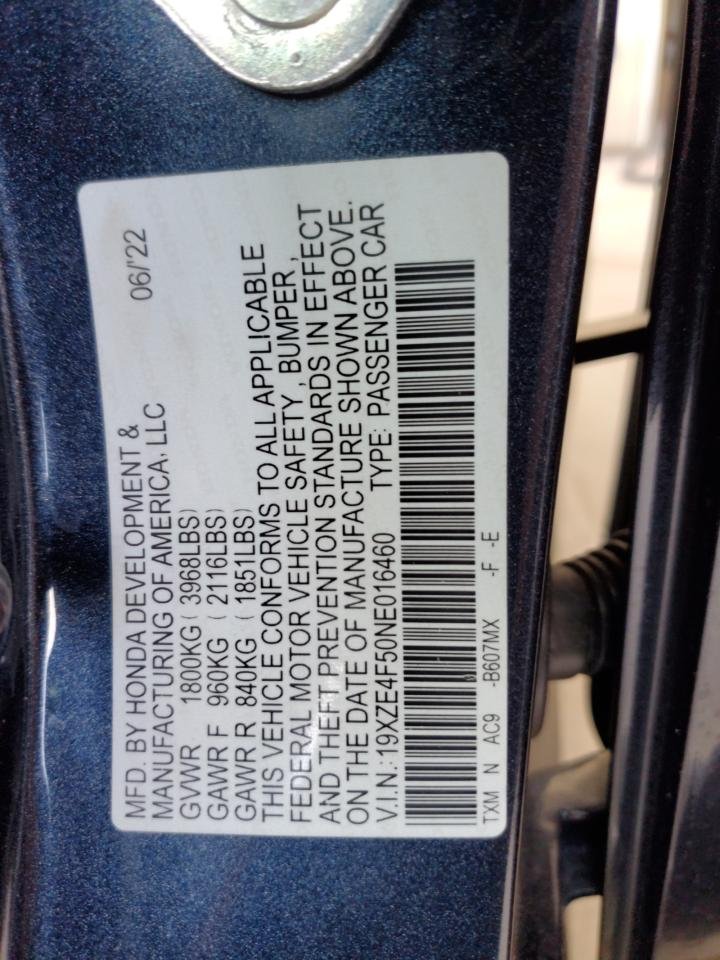 MFD. BY HONDA DEVELOPMENT &
MANUFACTURING OF AMERICA, LLC 06/'22
GVWR 1800KG ( 3968LBS)
GAWR F 960KG ( 2116LBS)
GAWR R 840KG ( 1851LBS)
THIS VEHICLE CONFORMS TO ALL APPLICABLE
FEDERAL MOTOR VEHICLE SAFETY, BUMPER,
AND THEFT PREVENTION STANDARDS IN EFFECT
ON THE DATE OF MANUFACTURE SHOWN ABOVE.
V.I.N.: 19XZE4F50NE016460 TYPE: PASSENGER CAR
TXM N AC9 -B607MX -F -E